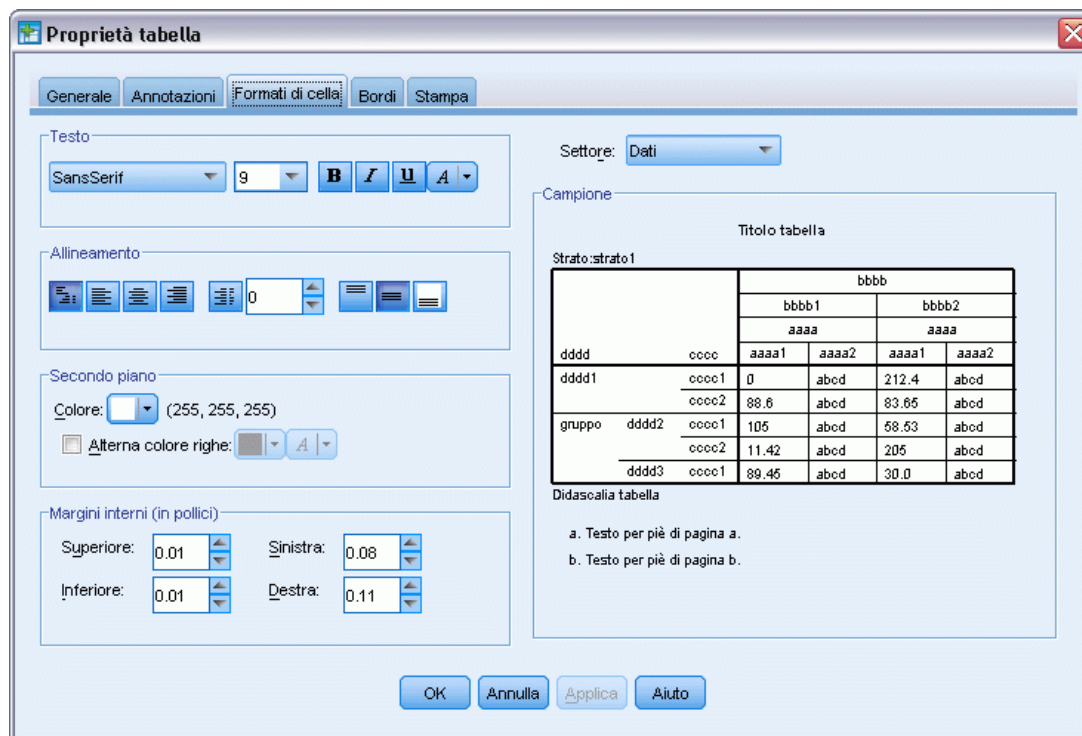 Proprietà tabella
Generale Annotazioni Formati di cella Bordi Stampa
Testo
SansSerif 9 B I U A
Allineamento
0
Secondo piano
Colore: (255, 255, 255)
Alterna colore righe: A
Margini interni (in pollici)
Superiore: 0.01 Sinistra: 0.08
Inferiore: 0.01 Destra: 0.11
Settore: Dati
Campione
Titolo tabella
Strato:strato1
bbbb
bbbb1 bbbb2
aaaa aaaa
dddd cccc aaaa1 aaaa2 aaaa1 aaaa2
dddd1 cccc1 0 abcd 212.4 abcd
cccc2 88.6 abcd 83.65 abcd
gruppo dddd2 cccc1 105 abcd 58.53 abcd
cccc2 11.42 abcd 205 abcd
dddd3 cccc1 89.45 abcd 30.0 abcd
Didascalia tabella
a. Testo per piè di pagina a.
b. Testo per piè di pagina b.
OK Annulla Applica Aiuto